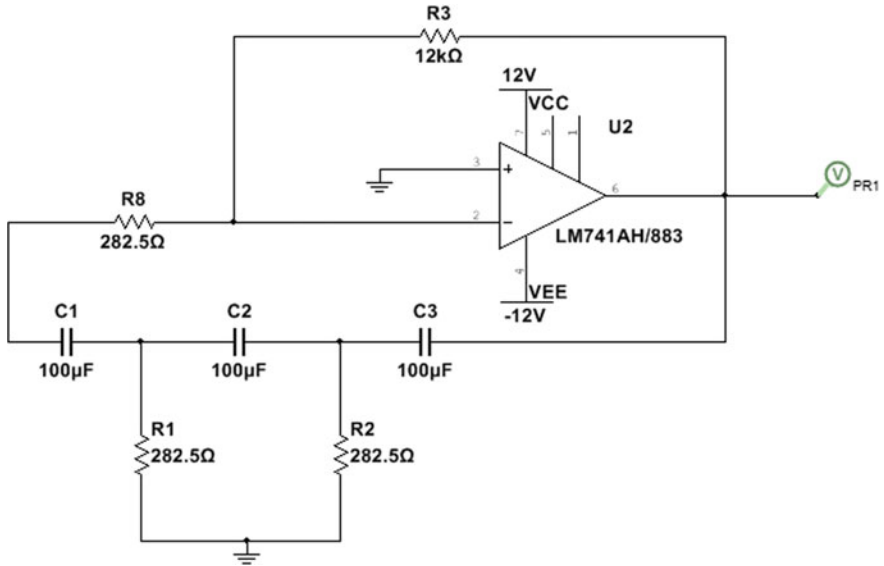 R3
12kΩ
12V
VCC
U2
7
5
1
3
+
6
V
PR1
R8
282.5Ω
2
−
LM741AH/883
4
VEE
-12V
C1
C2
C3
100µF
100µF
100µF
R1
282.5Ω
R2
282.5Ω